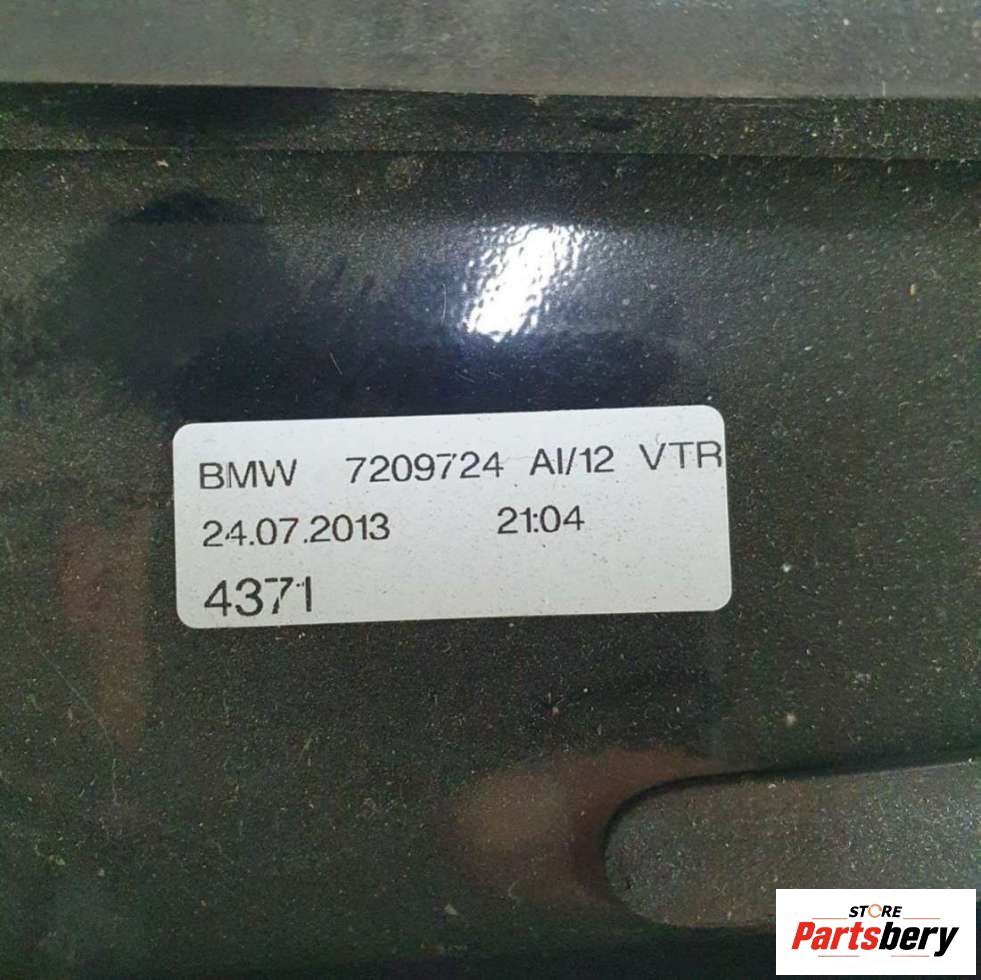 BMW 7209724 AI/12 VTR
24.07.2013 21:04
4371
STORE
Partsbery